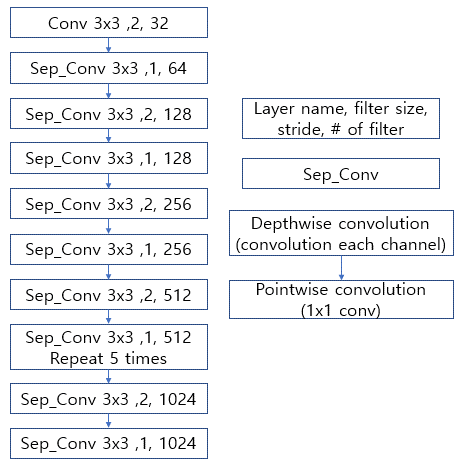 Conv 3x3 ,2, 32
Sep_Conv 3x3 ,1, 64
Sep_Conv 3x3 ,2, 128
Sep_Conv 3x3 ,1, 128
Sep_Conv 3x3 ,2, 256
Sep_Conv 3x3 ,1, 256
Sep_Conv 3x3 ,2, 512
Sep_Conv 3x3 ,1, 512
Repeat 5 times
Sep_Conv 3x3 ,2, 1024
Sep_Conv 3x3 ,1, 1024
Layer name, filter size,
stride, # of filter
Sep_Conv
Depthwise convolution
(convolution each channel)
Pointwise convolution
(1x1 conv)